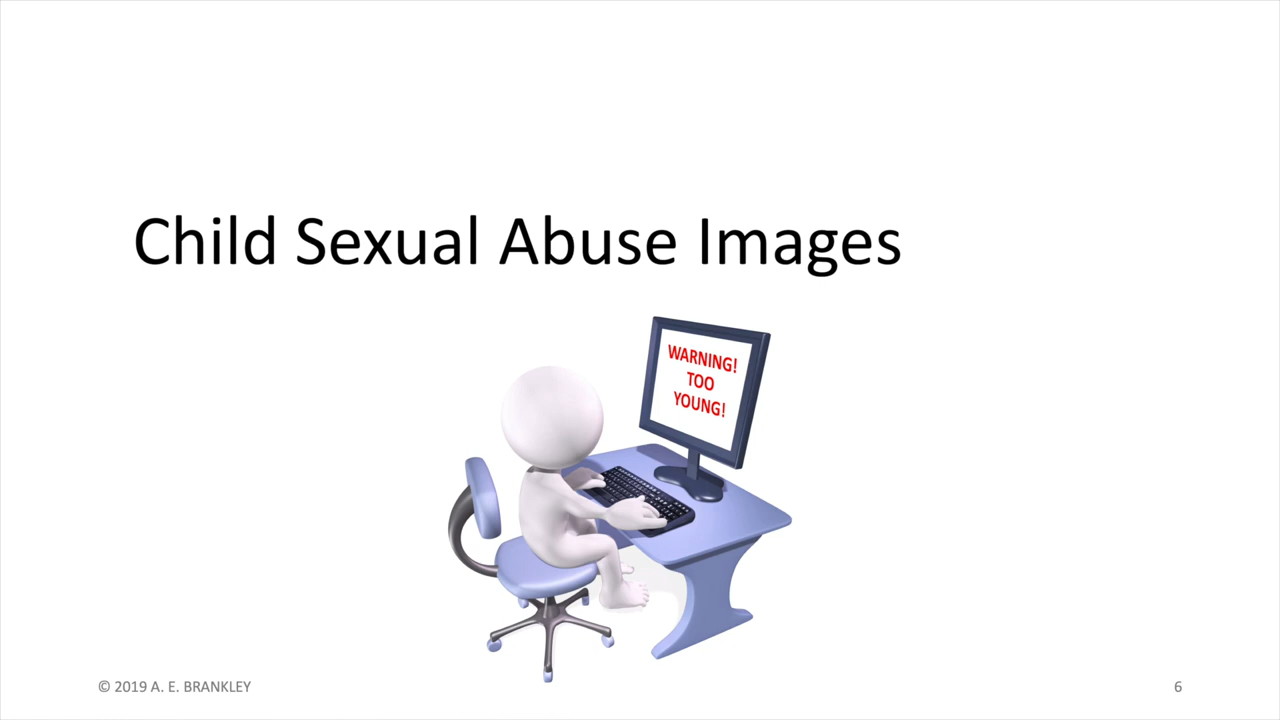 Child Sexual Abuse Images
WARNING!
TOO
YOUNG!
© 2019 A. E. BRANKLEY
6